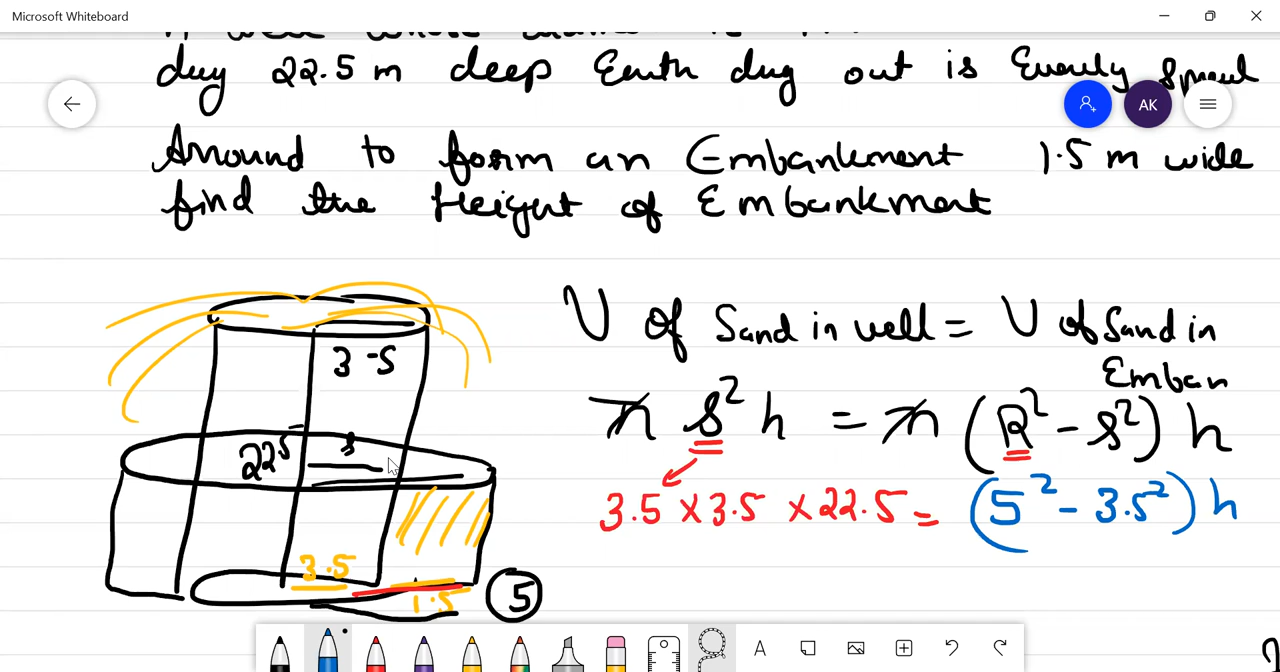 Microsoft Whiteboard
dug 22.5 m deep Earth dug out is Evenly Spread
AK
Arround to form an Embankment 1.5 m wide
find the Height of Embankment
3-5
V of Sand in well = V of Sand in
Emban
π r² h = π (R² - r²) h
22.5 r
3.5 × 3.5 × 22.5 = (5² - 3.5²) h
3.5
1.5
5
A